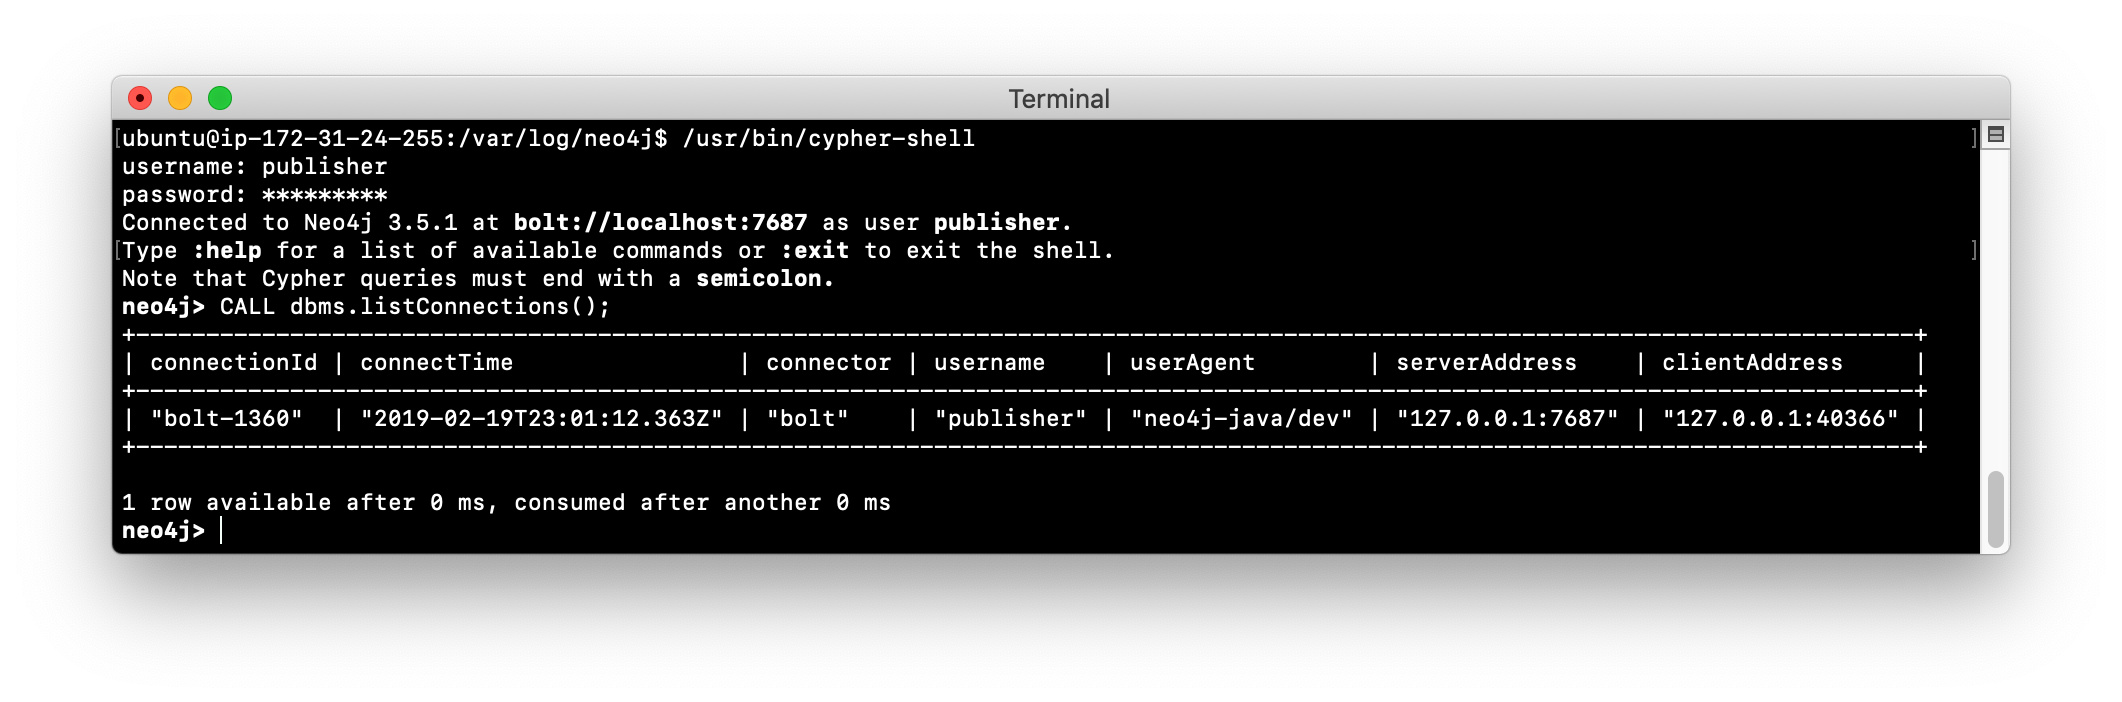 Terminal
[ubuntu@ip-172-31-24-255:/var/log/neo4j$ /usr/bin/cypher-shell ]
username: publisher
password: *********
Connected to Neo4j 3.5.1 at bolt://localhost:7687 as user publisher.
[Type :help for a list of available commands or :exit to exit the shell. ]
Note that Cypher queries must end with a semicolon.
neo4j> CALL dbms.listConnections();
+--------------------------------------------------------------------------------------------------------------------------------+
| connectionId | connectTime                | connector | username    | userAgent        | serverAddress    | clientAddress     |
+--------------------------------------------------------------------------------------------------------------------------------+
| "bolt-1360"  | "2019-02-19T23:01:12.363Z" | "bolt"    | "publisher" | "neo4j-java/dev" | "127.0.0.1:7687" | "127.0.0.1:40366" |
+--------------------------------------------------------------------------------------------------------------------------------+
1 row available after 0 ms, consumed after another 0 ms
neo4j>